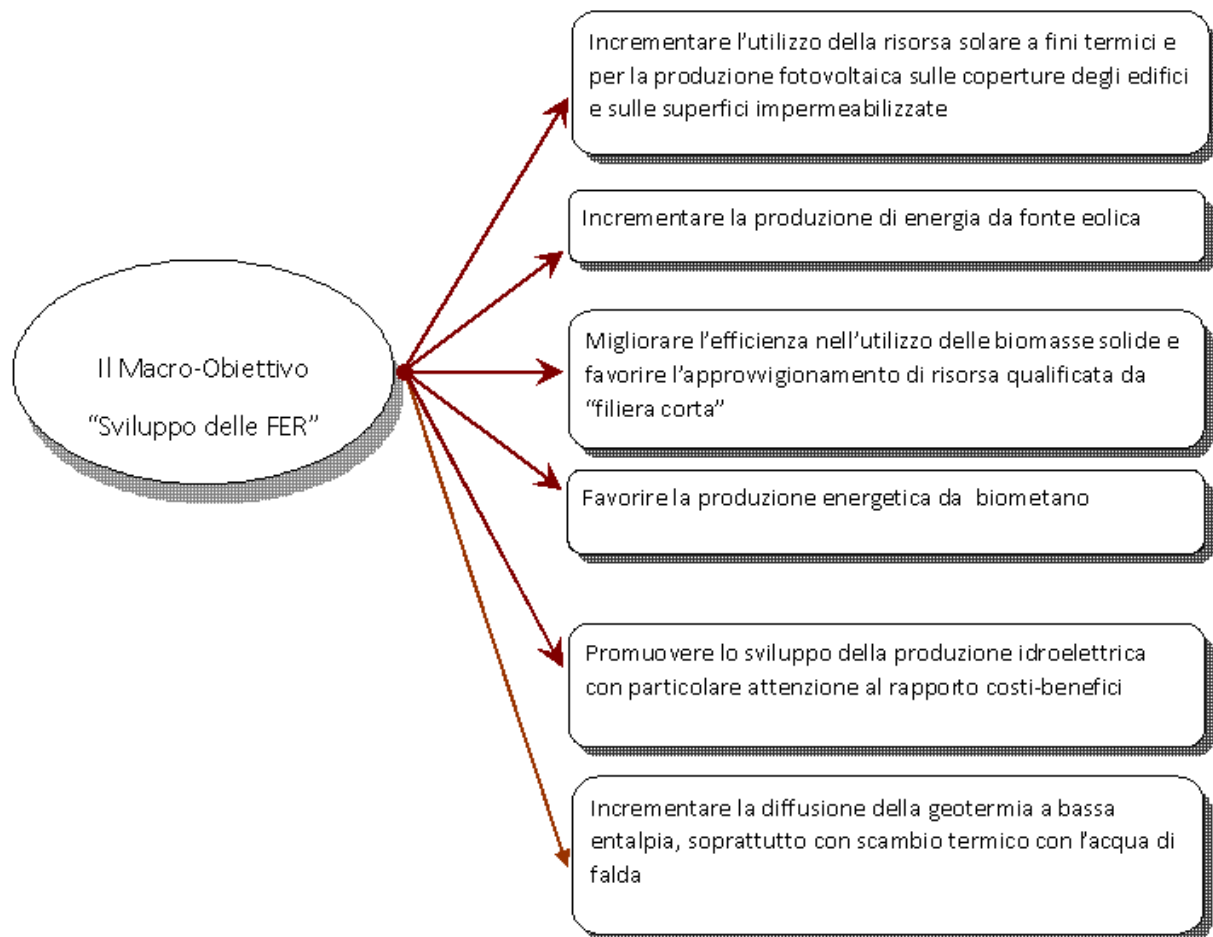 Incrementare l'utilizzo della risorsa solare a fini termici e
per la produzione fotovoltaica sulle coperture degli edifici
e sulle superfici impermeabilizzate
Incrementare la produzione di energia da fonte eolica
Il Macro-Obiettivo
“Sviluppo delle FER”
Migliorare l'efficienza nell'utilizzo delle biomasse solide e
favorire l'approvvigionamento di risorsa qualificata da
“filiera corta”
Favorire la produzione energetica da biometano
Promuovere lo sviluppo della produzione idroelettrica
con particolare attenzione al rapporto costi-benefici
Incrementare la diffusione della geotermia a bassa
entalpia, soprattutto con scambio termico con l'acqua di
falda